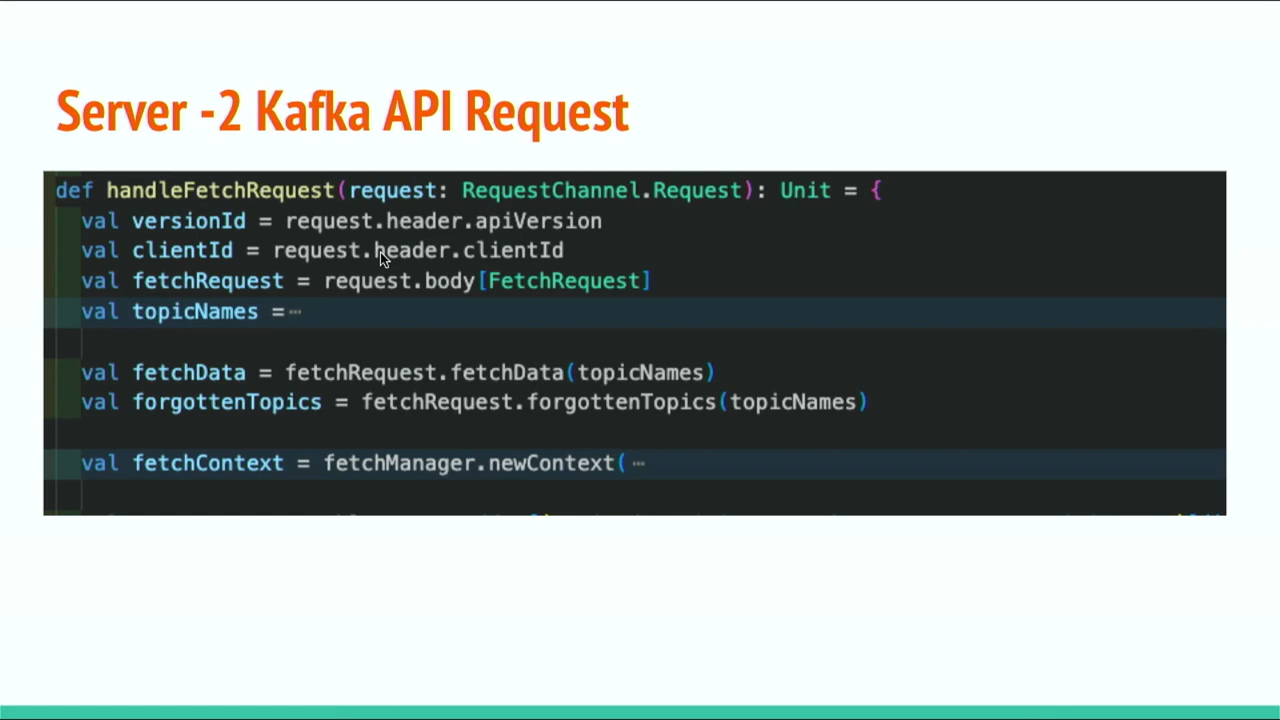 Server -2 Kafka API Request
def handleFetchRequest(request: RequestChannel.Request): Unit = {
val versionId = request.header.apiVersion
val clientId = request.header.clientId
val fetchRequest = request.body[FetchRequest]
val topicNames =⋯
val fetchData = fetchRequest.fetchData(topicNames)
val forgottenTopics = fetchRequest.forgottenTopics(topicNames)
val fetchContext = fetchManager.newContext( ⋯